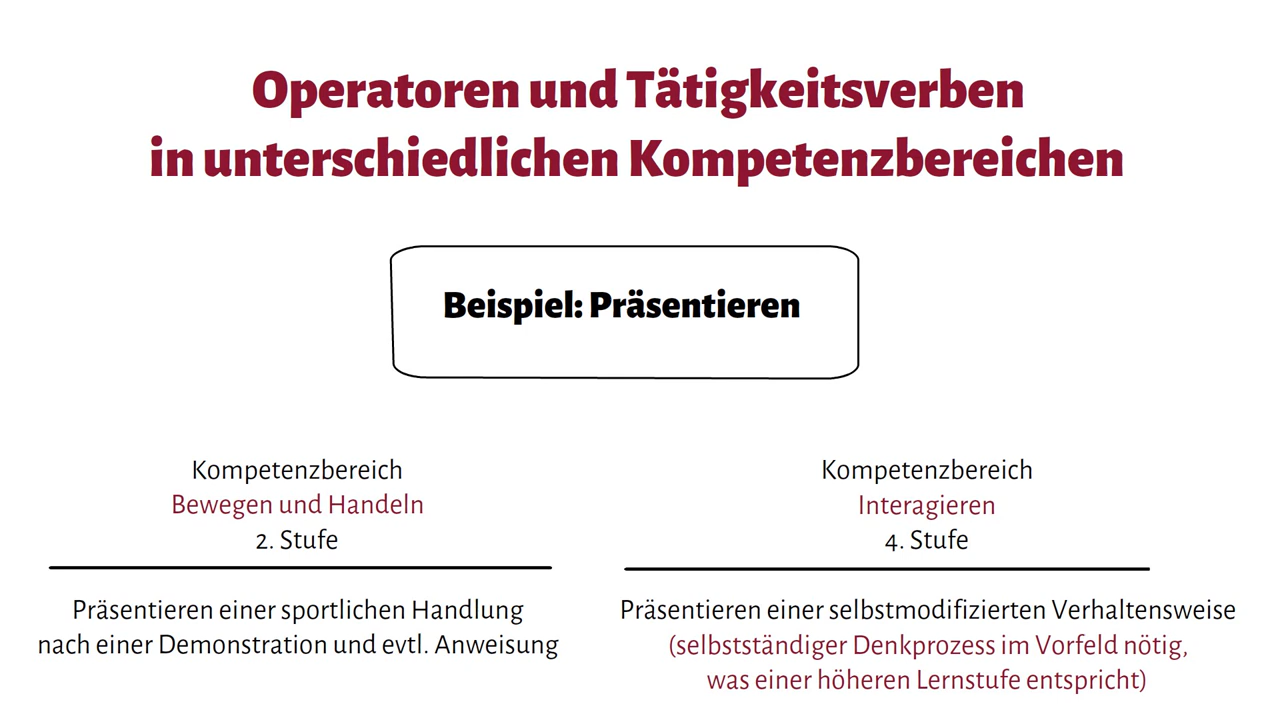 Operatoren und Tätigkeitsverben
in unterschiedlichen Kompetenzbereichen
Beispiel: Präsentieren
Kompetenzbereich
Bewegen und Handeln
2. Stufe
Präsentieren einer sportlichen Handlung
nach einer Demonstration und evtl. Anweisung
Kompetenzbereich
Interagieren
4. Stufe
Präsentieren einer selbstmodifizierten Verhaltensweise
(selbstständiger Denkprozess im Vorfeld nötig,
was einer höheren Lernstufe entspricht)